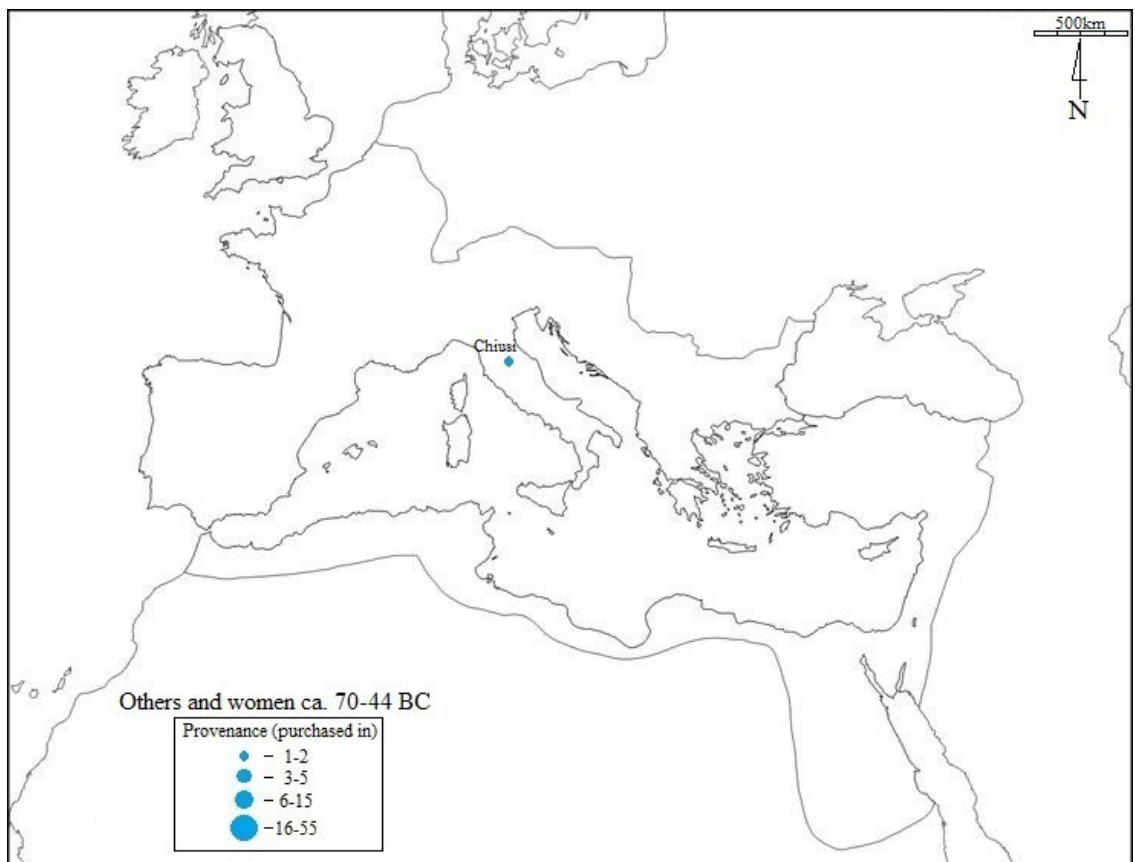 500km
N
Chiusi
Others and women ca. 70-44 BC
Provenance (purchased in)
– 1-2
– 3-5
– 6-15
–16-55